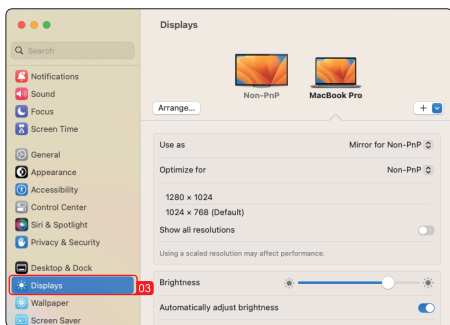 Displays
Search
Notifications
Sound
Focus
Screen Time
General
Appearance
Accessibility
Control Center
Siri & Spotlight
Privacy & Security
Desktop & Dock
Displays
03
Wallpaper
Screen Saver
Non-PnP
MacBook Pro
Arrange...
+
Use as
Mirror for Non-PnP
Optimize for
Non-PnP
1280 × 1024
1024 × 768 (Default)
Show all resolutions
Using a scaled resolution may affect performance.
Brightness
Automatically adjust brightness